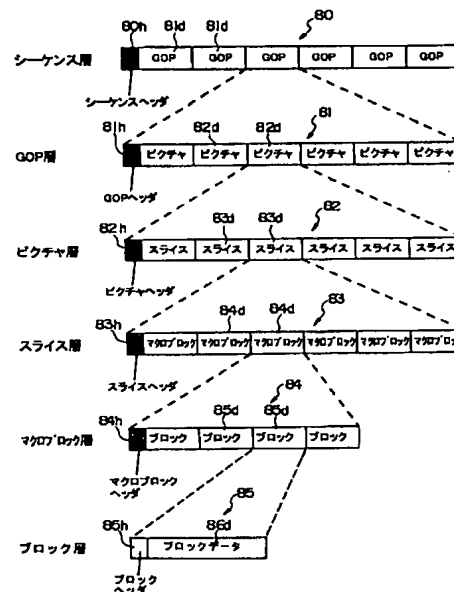 80h 81d 81d 80
シーケンス層 GOP GOP GOP GOP GOP GOP
シーケンスヘッダ
81h 82d 82d 81
GOP層 ピクチャ ピクチャ ピクチャ ピクチャ ピクチャ ピクチャ
GOPヘッダ
82h 83d 83d 82
ピクチャ層 スライス スライス スライス スライス スライス スライス
ピクチャヘッダ
83h 84d 84d 83
スライス層 マクロブロック マクロブロック マクロブロック マクロブロック マクロブロック マクロブロック
スライスヘッダ
84h 85d 85d 84
マクロブロック層 ブロック ブロック ブロック ブロック
マクロブロック
ヘッダ
85h 86d 85
ブロック層 ブロックデータ
ブロック
ヘッダ